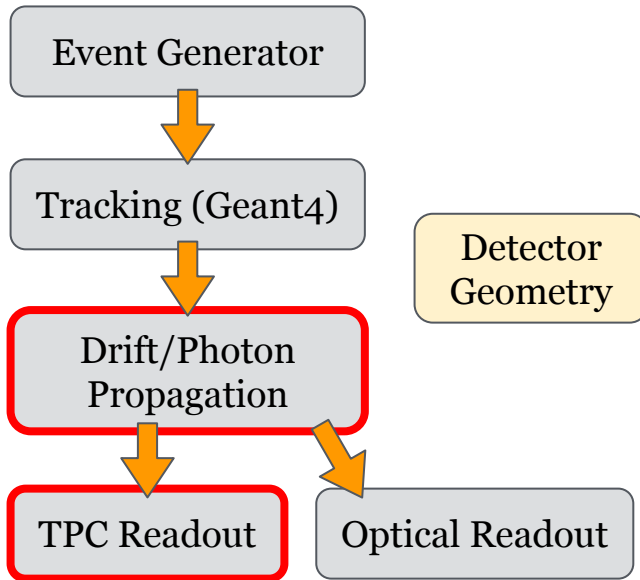 Event Generator
Tracking (Geant4)
Detector
Geometry
Drift/Photon
Propagation
TPC Readout
Optical Readout